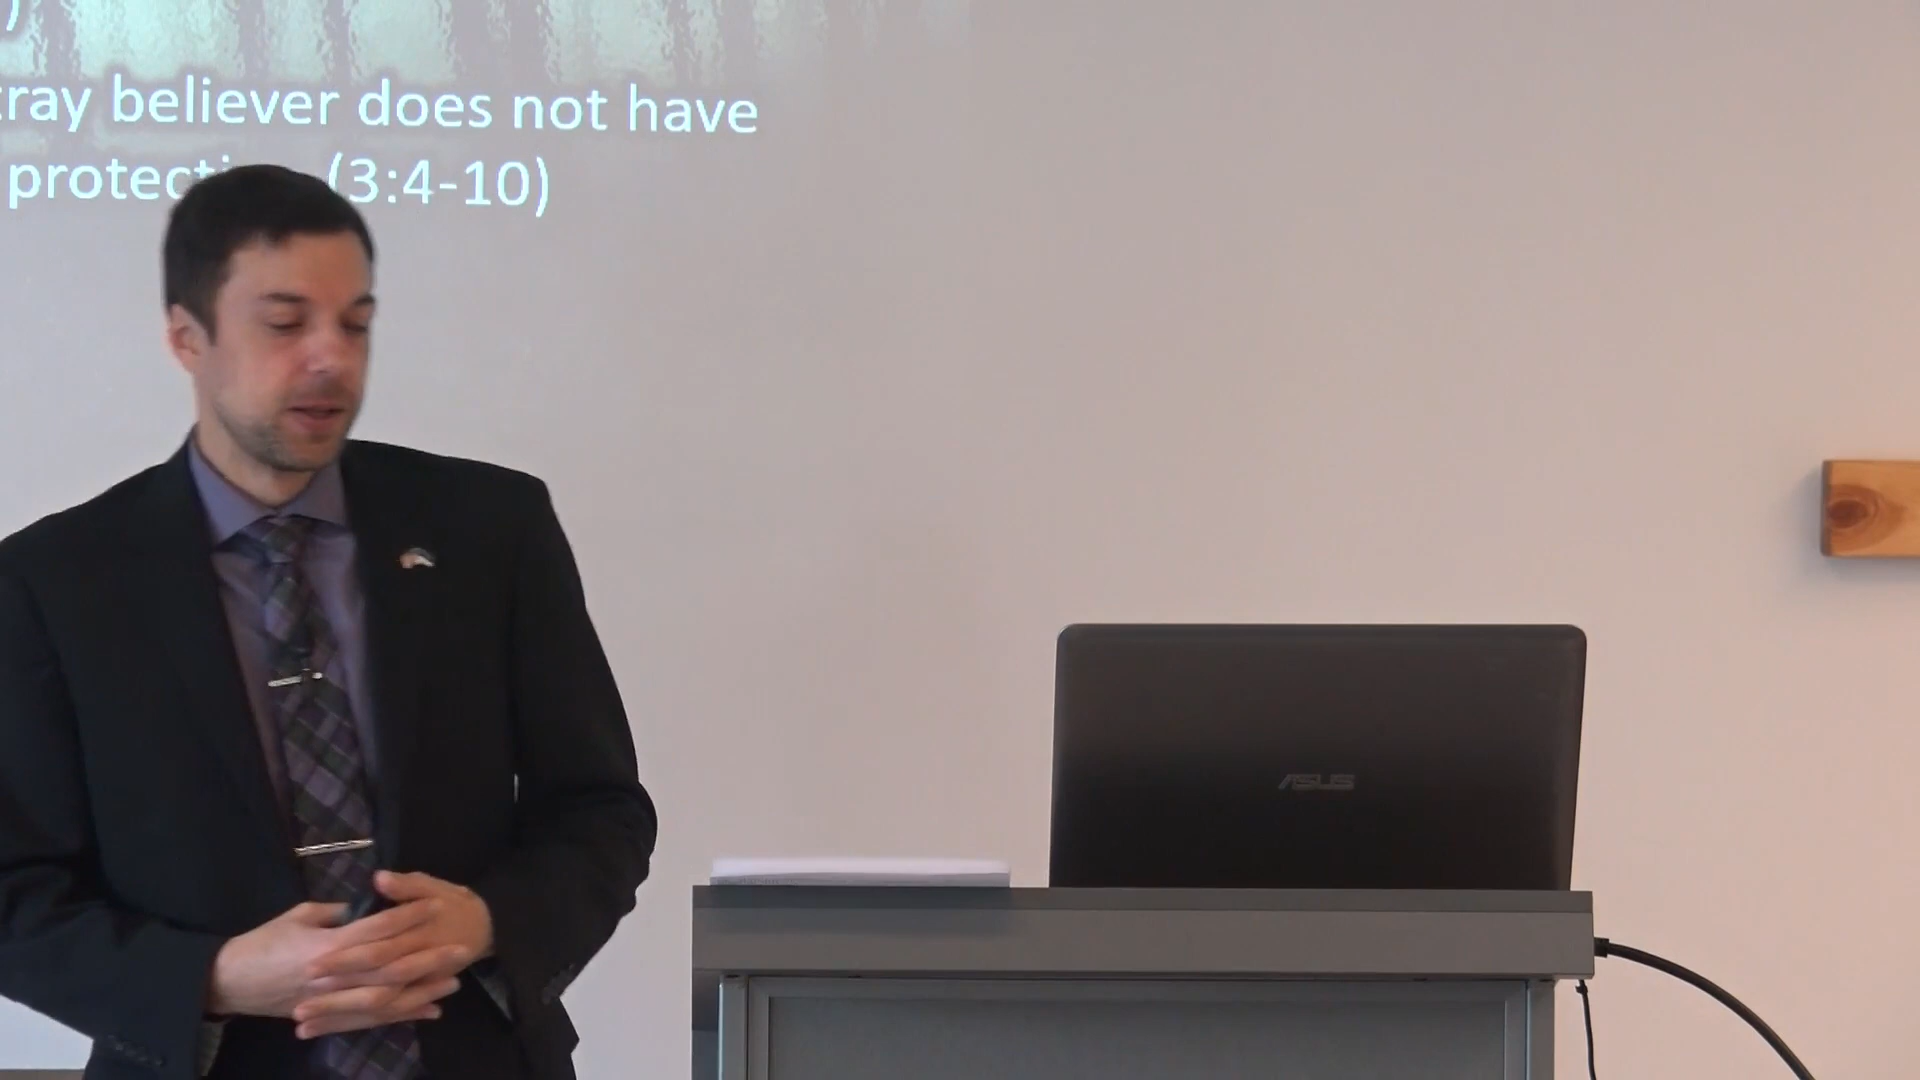 )
tray believer does not have
protecti (3:4-10)
ASUS